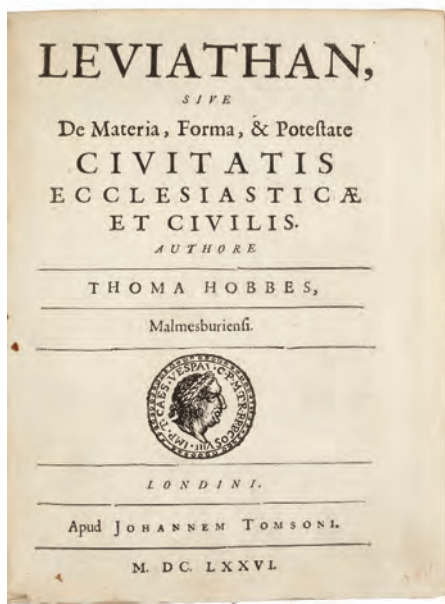 LEVIATHAN,
SIVE
De Materia, Forma, & Poteſtate
CIVITATIS
ECCLESIASTICÆ
ET CIVILIS.
AUTHORE
THOMA HOBBES,
Malmesburienſi.
LONDINI.
Apud JOHANNEM TOMSONI.
M. DC. LXXVI.